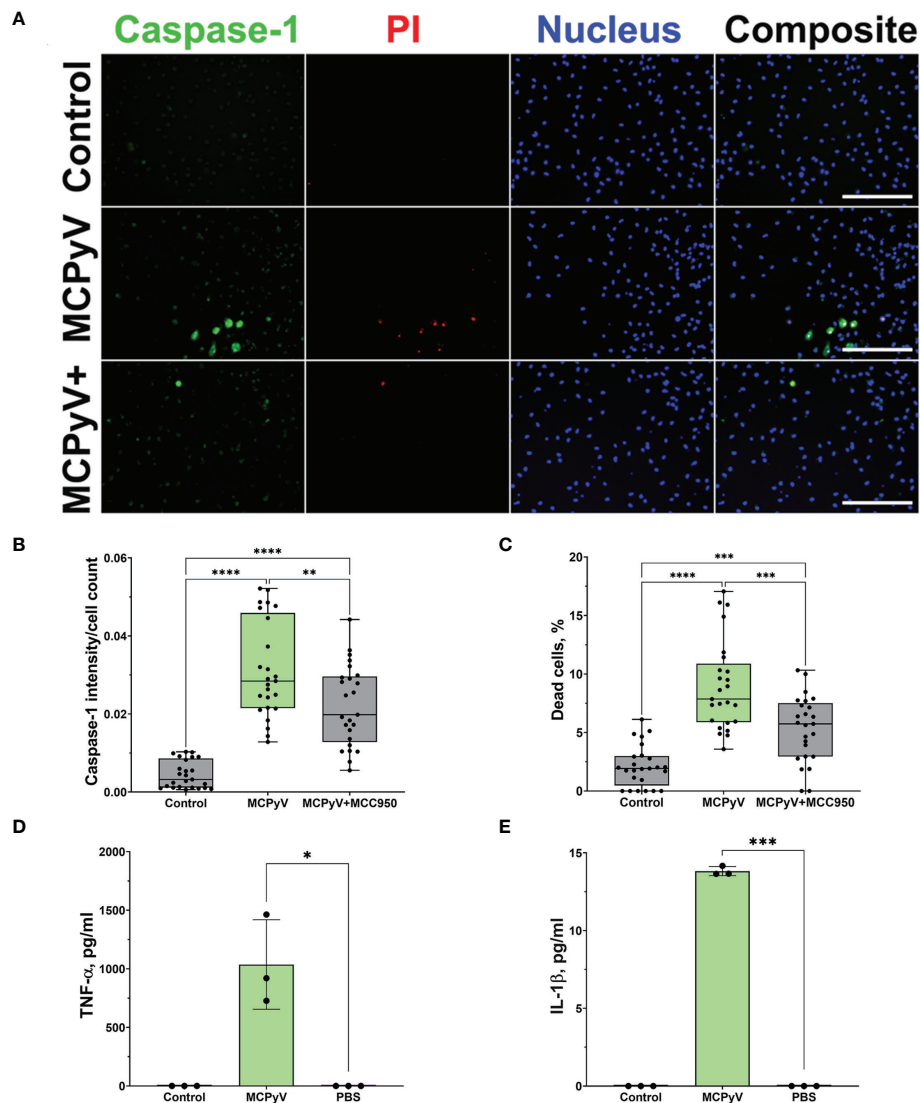 A
Caspase-1 PI Nucleus Composite
Control
MCPyV
MCPyV+
B
Caspase-1 intensity/cell count
0.06
0.04
0.02
0.00
****
****
**
Control MCPyV MCPyV+MCC950
C
Dead cells, %
20
15
10
5
0
***
****
***
Control MCPyV MCPyV+MCC950
D
TNF-α, pg/ml
2000
1500
1000
500
0
*
Control MCPyV PBS
E
IL-1β, pg/ml
15
10
5
0
***
Control MCPyV PBS